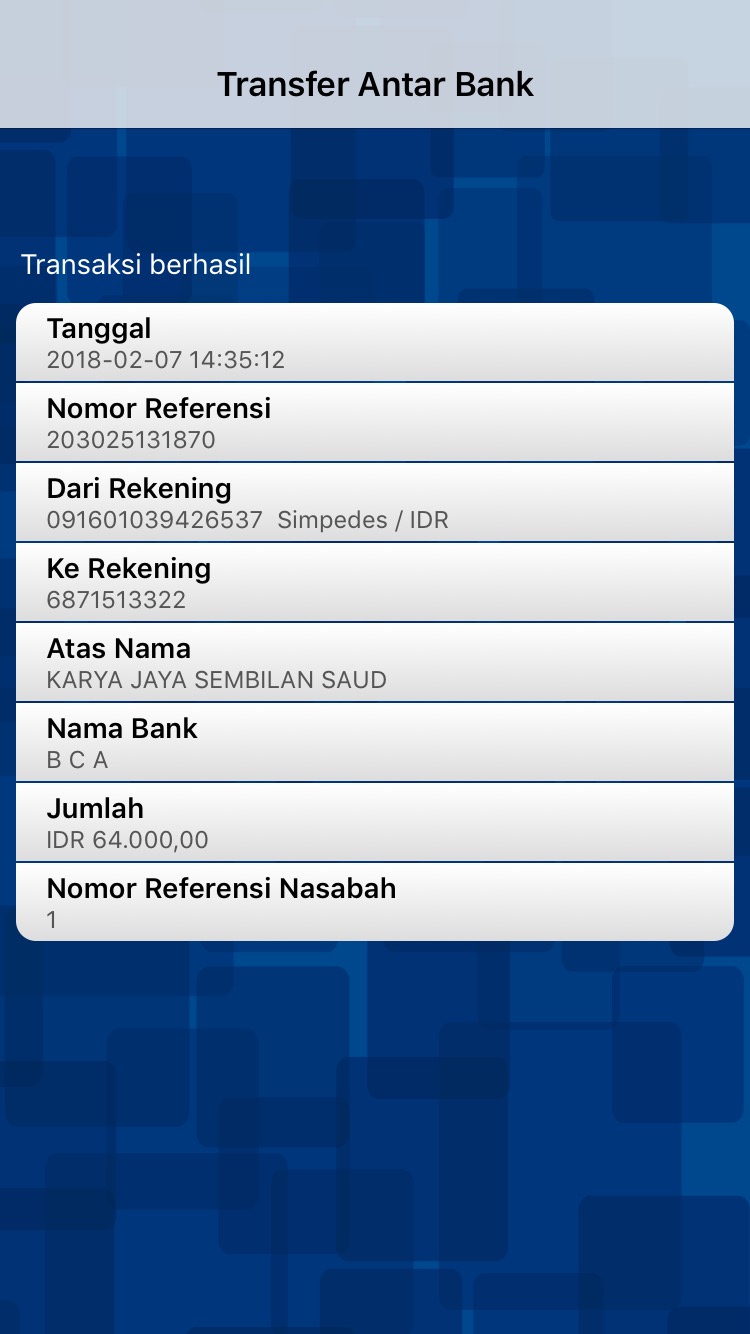 Transfer Antar Bank
Transaksi berhasil
Tanggal
2018-02-07 14:35:12
Nomor Referensi
203025131870
Dari Rekening
091601039426537  Simpedes / IDR
Ke Rekening
6871513322
Atas Nama
KARYA JAYA SEMBILAN SAUD
Nama Bank
B C A
Jumlah
IDR 64.000,00
Nomor Referensi Nasabah
1